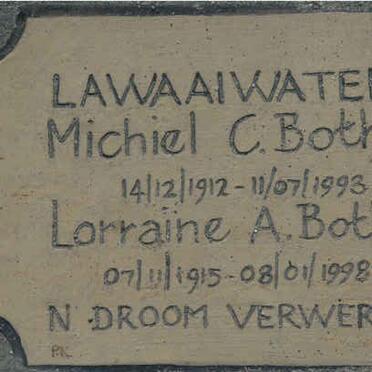 LAWAAIWATE
Michiel C. Both
14/12/1912 - 11/07/1993
Lorraine A. Bot
07/11/1915 - 08/01/1998
N DROOM VERWER
PK